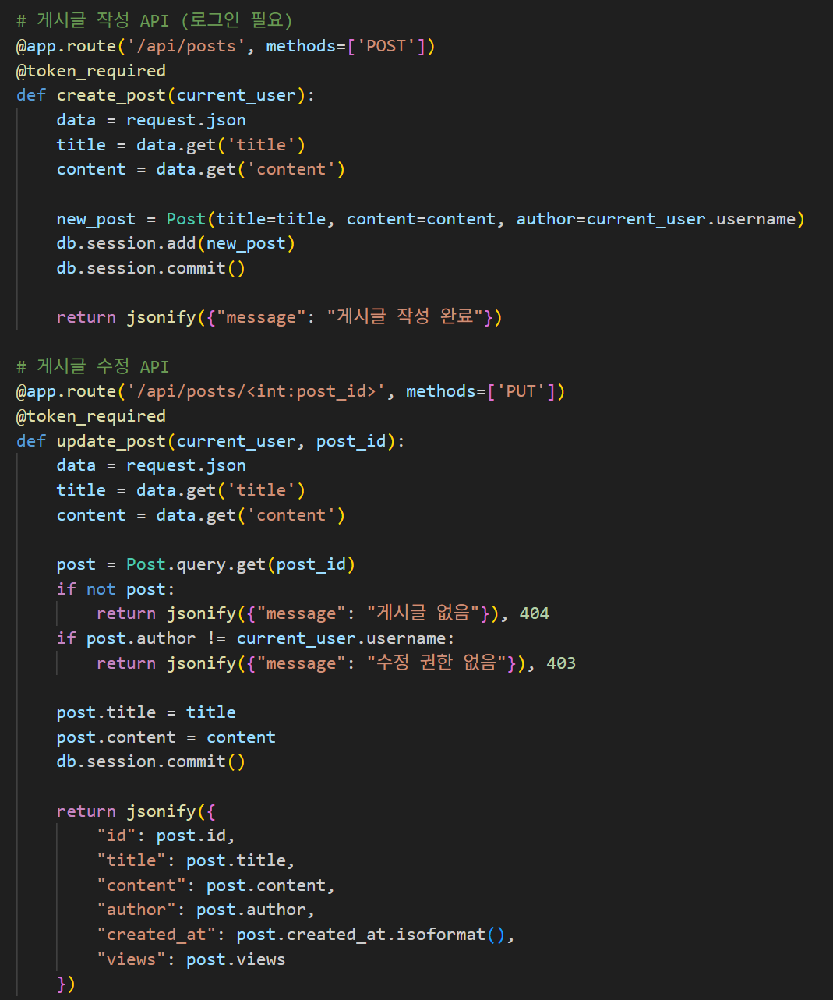 # 게시글 작성 API (로그인 필요)
@app.route('/api/posts', methods=['POST'])
@token_required
def create_post(current_user):
    data = request.json
    title = data.get('title')
    content = data.get('content')

    new_post = Post(title=title, content=content, author=current_user.username)
    db.session.add(new_post)
    db.session.commit()

    return jsonify({"message": "게시글 작성 완료"})

# 게시글 수정 API
@app.route('/api/posts/<int:post_id>', methods=['PUT'])
@token_required
def update_post(current_user, post_id):
    data = request.json
    title = data.get('title')
    content = data.get('content')

    post = Post.query.get(post_id)
    if not post:
        return jsonify({"message": "게시글 없음"}), 404
    if post.author != current_user.username:
        return jsonify({"message": "수정 권한 없음"}), 403

    post.title = title
    post.content = content
    db.session.commit()

    return jsonify({
        "id": post.id,
        "title": post.title,
        "content": post.content,
        "author": post.author,
        "created_at": post.created_at.isoformat(),
        "views": post.views
    })